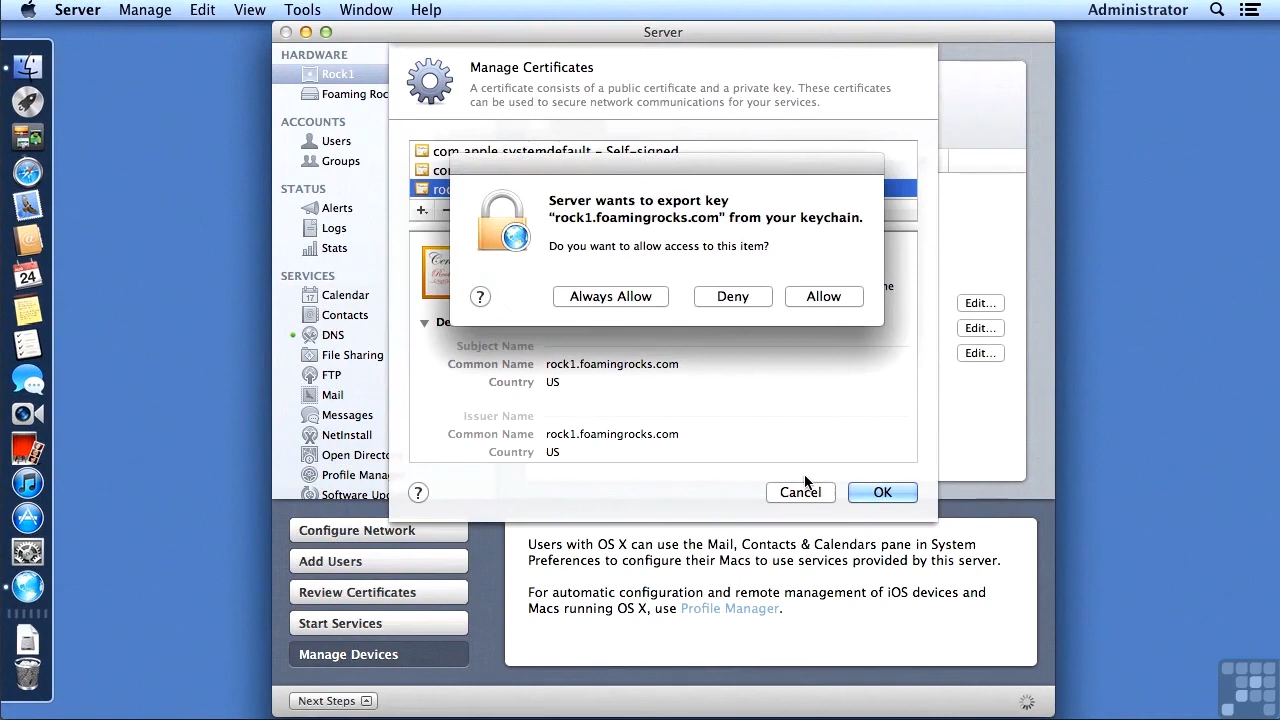 Server Manage Edit View Tools Window Help Administrator
Server
HARDWARE
Rock1
Foaming Roc
ACCOUNTS
Users
Groups
STATUS
Alerts
Logs
Stats
SERVICES
Calendar
Contacts
DNS
File Sharing
FTP
Mail
Messages
NetInstall
Open Directo
Profile Mana
Software Upd
Manage Certificates
A certificate consists of a public certificate and a private key. These certificates
can be used to secure network communications for your services.
com.apple.systemdefault – Self-signed
Server wants to export key
“rock1.foamingrocks.com” from your keychain.
Do you want to allow access to this item?
? Always Allow Deny Allow
Subject Name
Common Name rock1.foamingrocks.com
Country US
Issuer Name
Common Name rock1.foamingrocks.com
Country US
? Cancel OK
Edit...
Edit...
Edit...
Configure Network
Add Users
Review Certificates
Start Services
Manage Devices
Users with OS X can use the Mail, Contacts & Calendars pane in System
Preferences to configure their Macs to use services provided by this server.
For automatic configuration and remote management of iOS devices and
Macs running OS X, use Profile Manager.
Next Steps
24
17